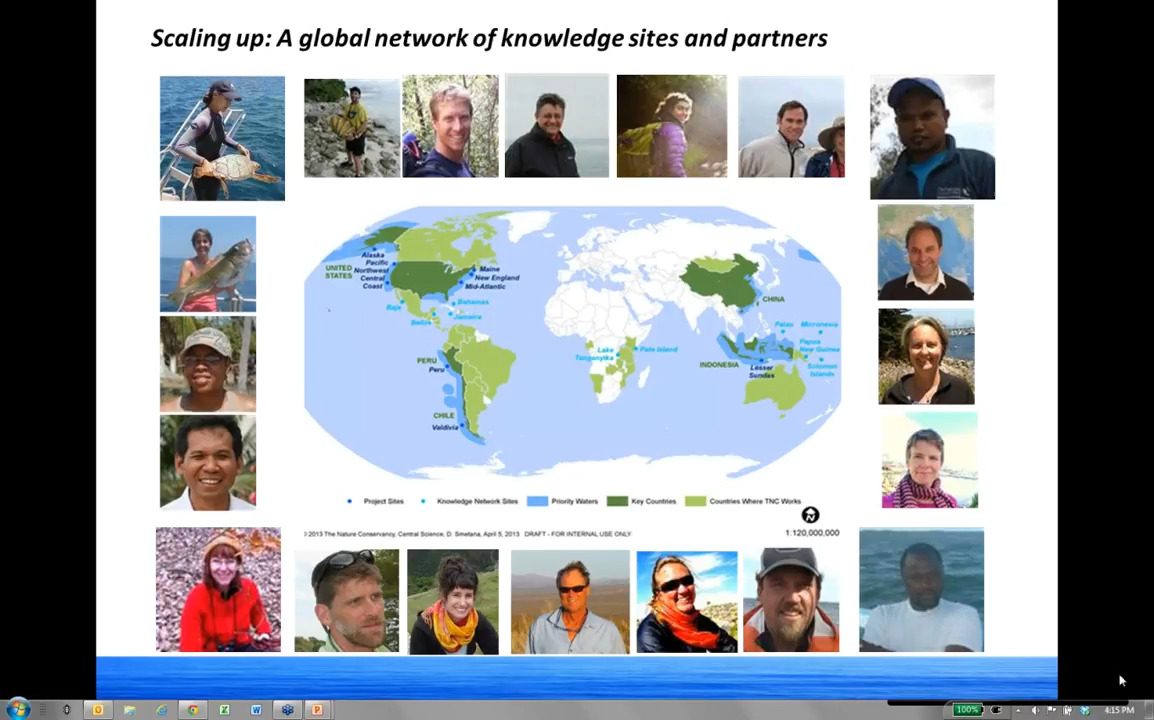 Scaling up: A global network of knowledge sites and partners
Alaska
Pacific
Northwest
Central
Coast
UNITED
STATES
Maine
New England
Mid-Atlantic
Bahamas
Jamaica
Baja
Belize
PERU
Peru
CHILE
Valdivia
Lake
Tanganyika
Pate Island
CHINA
Palau
Micronesia
Papua
New Guinea
Solomon
Islands
INDONESIA
Lesser
Sundas
Project Sites
Knowledge Network Sites
Priority Waters
Key Countries
Countries Where TNC Works
N
©2013 The Nature Conservancy, Central Science, D. Smetana, April 5, 2013 DRAFT - FOR INTERNAL USE ONLY
1:120,000,000
100%
4:15 PM